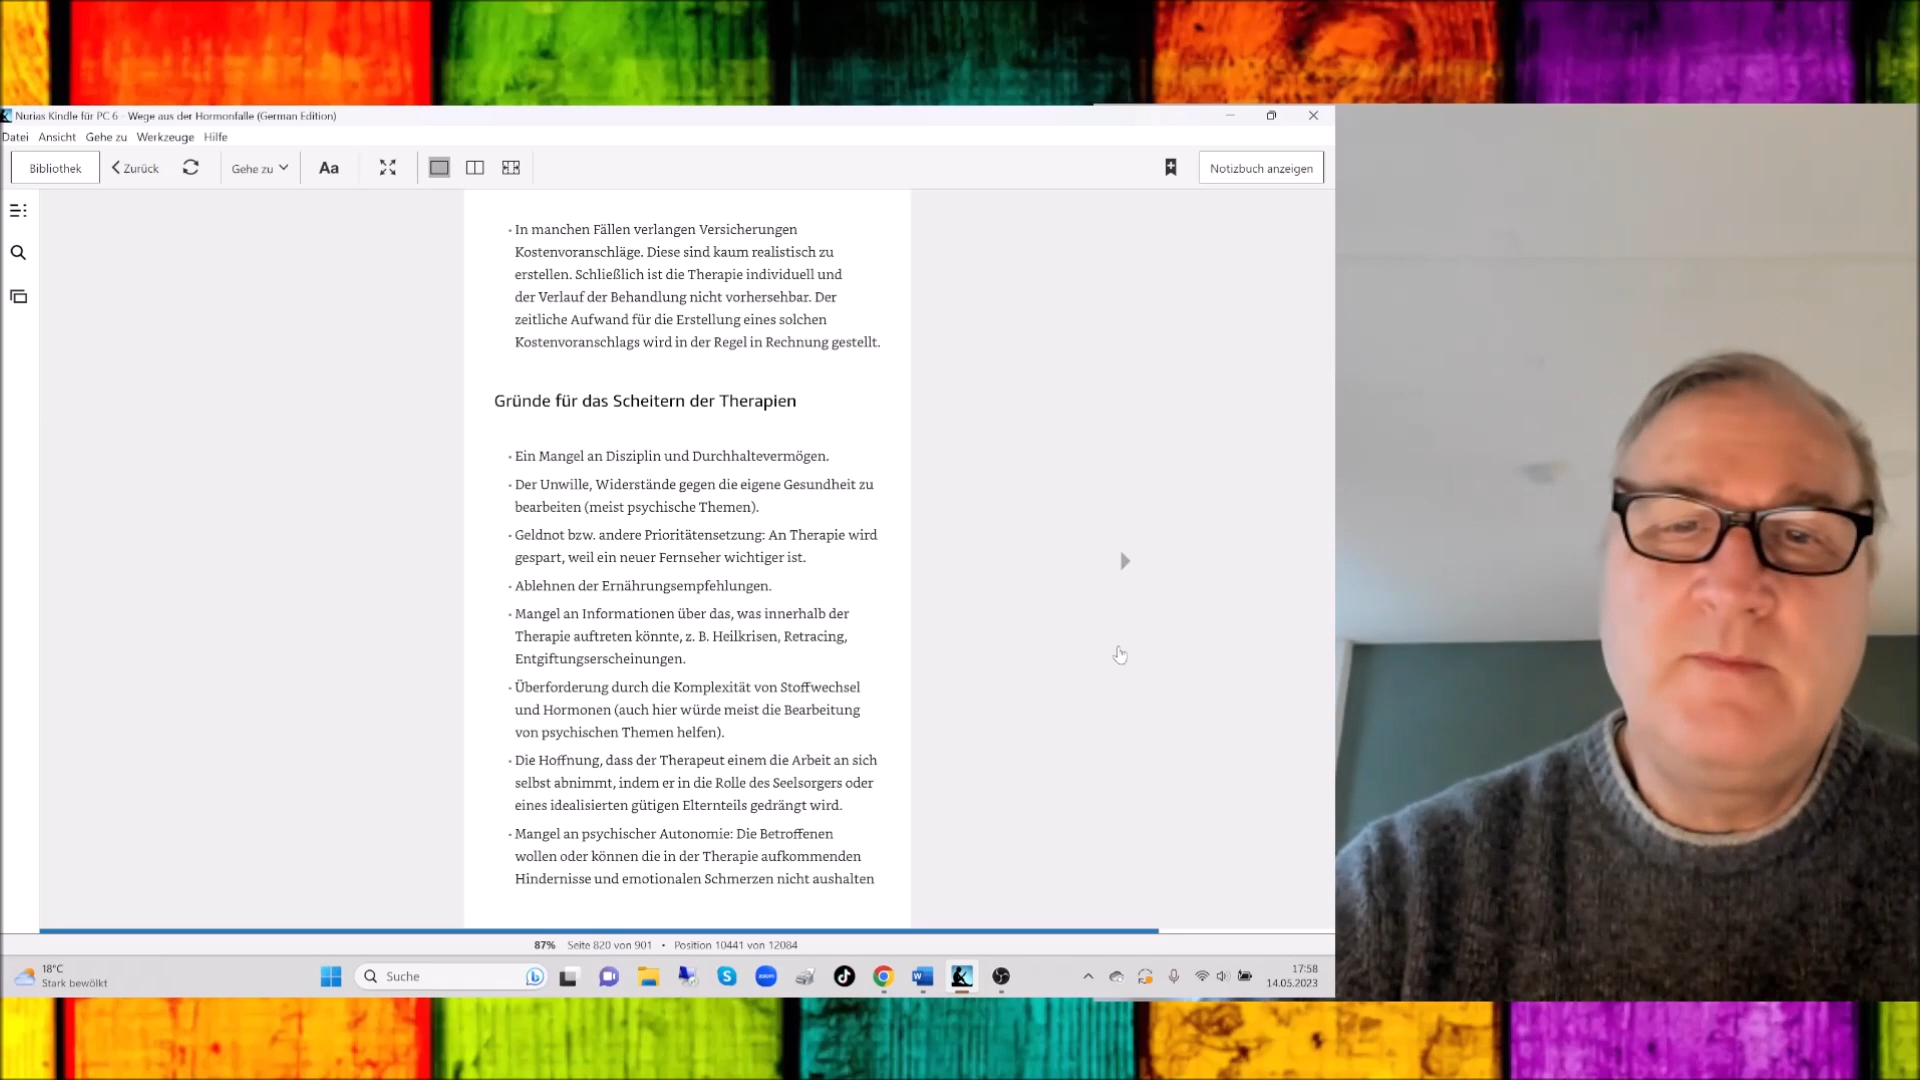 Nurias Kindle für PC 6 - Wege aus der Hormonfalle (German Edition)
Datei Ansicht Gehe zu Werkzeuge Hilfe
Bibliothek Zurück Gehe zu Aa Notizbuch anzeigen
· In manchen Fällen verlangen Versicherungen
Kostenvoranschläge. Diese sind kaum realistisch zu
erstellen. Schließlich ist die Therapie individuell und
der Verlauf der Behandlung nicht vorhersehbar. Der
zeitliche Aufwand für die Erstellung eines solchen
Kostenvoranschlags wird in der Regel in Rechnung gestellt.
Gründe für das Scheitern der Therapien
· Ein Mangel an Disziplin und Durchhaltevermögen.
· Der Unwille, Widerstände gegen die eigene Gesundheit zu
bearbeiten (meist psychische Themen).
· Geldnot bzw. andere Prioritätensetzung: An Therapie wird
gespart, weil ein neuer Fernseher wichtiger ist.
· Ablehnen der Ernährungsempfehlungen.
· Mangel an Informationen über das, was innerhalb der
Therapie auftreten könnte, z. B. Heilkrisen, Retracing,
Entgiftungserscheinungen.
· Überforderung durch die Komplexität von Stoffwechsel
und Hormonen (auch hier würde meist die Bearbeitung
von psychischen Themen helfen).
· Die Hoffnung, dass der Therapeut einem die Arbeit an sich
selbst abnimmt, indem er in die Rolle des Seelsorgers oder
eines idealisierten gütigen Elternteils gedrängt wird.
· Mangel an psychischer Autonomie: Die Betroffenen
wollen oder können die in der Therapie aufkommenden
Hindernisse und emotionalen Schmerzen nicht aushalten
87% Seite 820 von 901 • Position 10441 von 12084
18°C
Stark bewölkt
Suche
17:58
14.05.2023